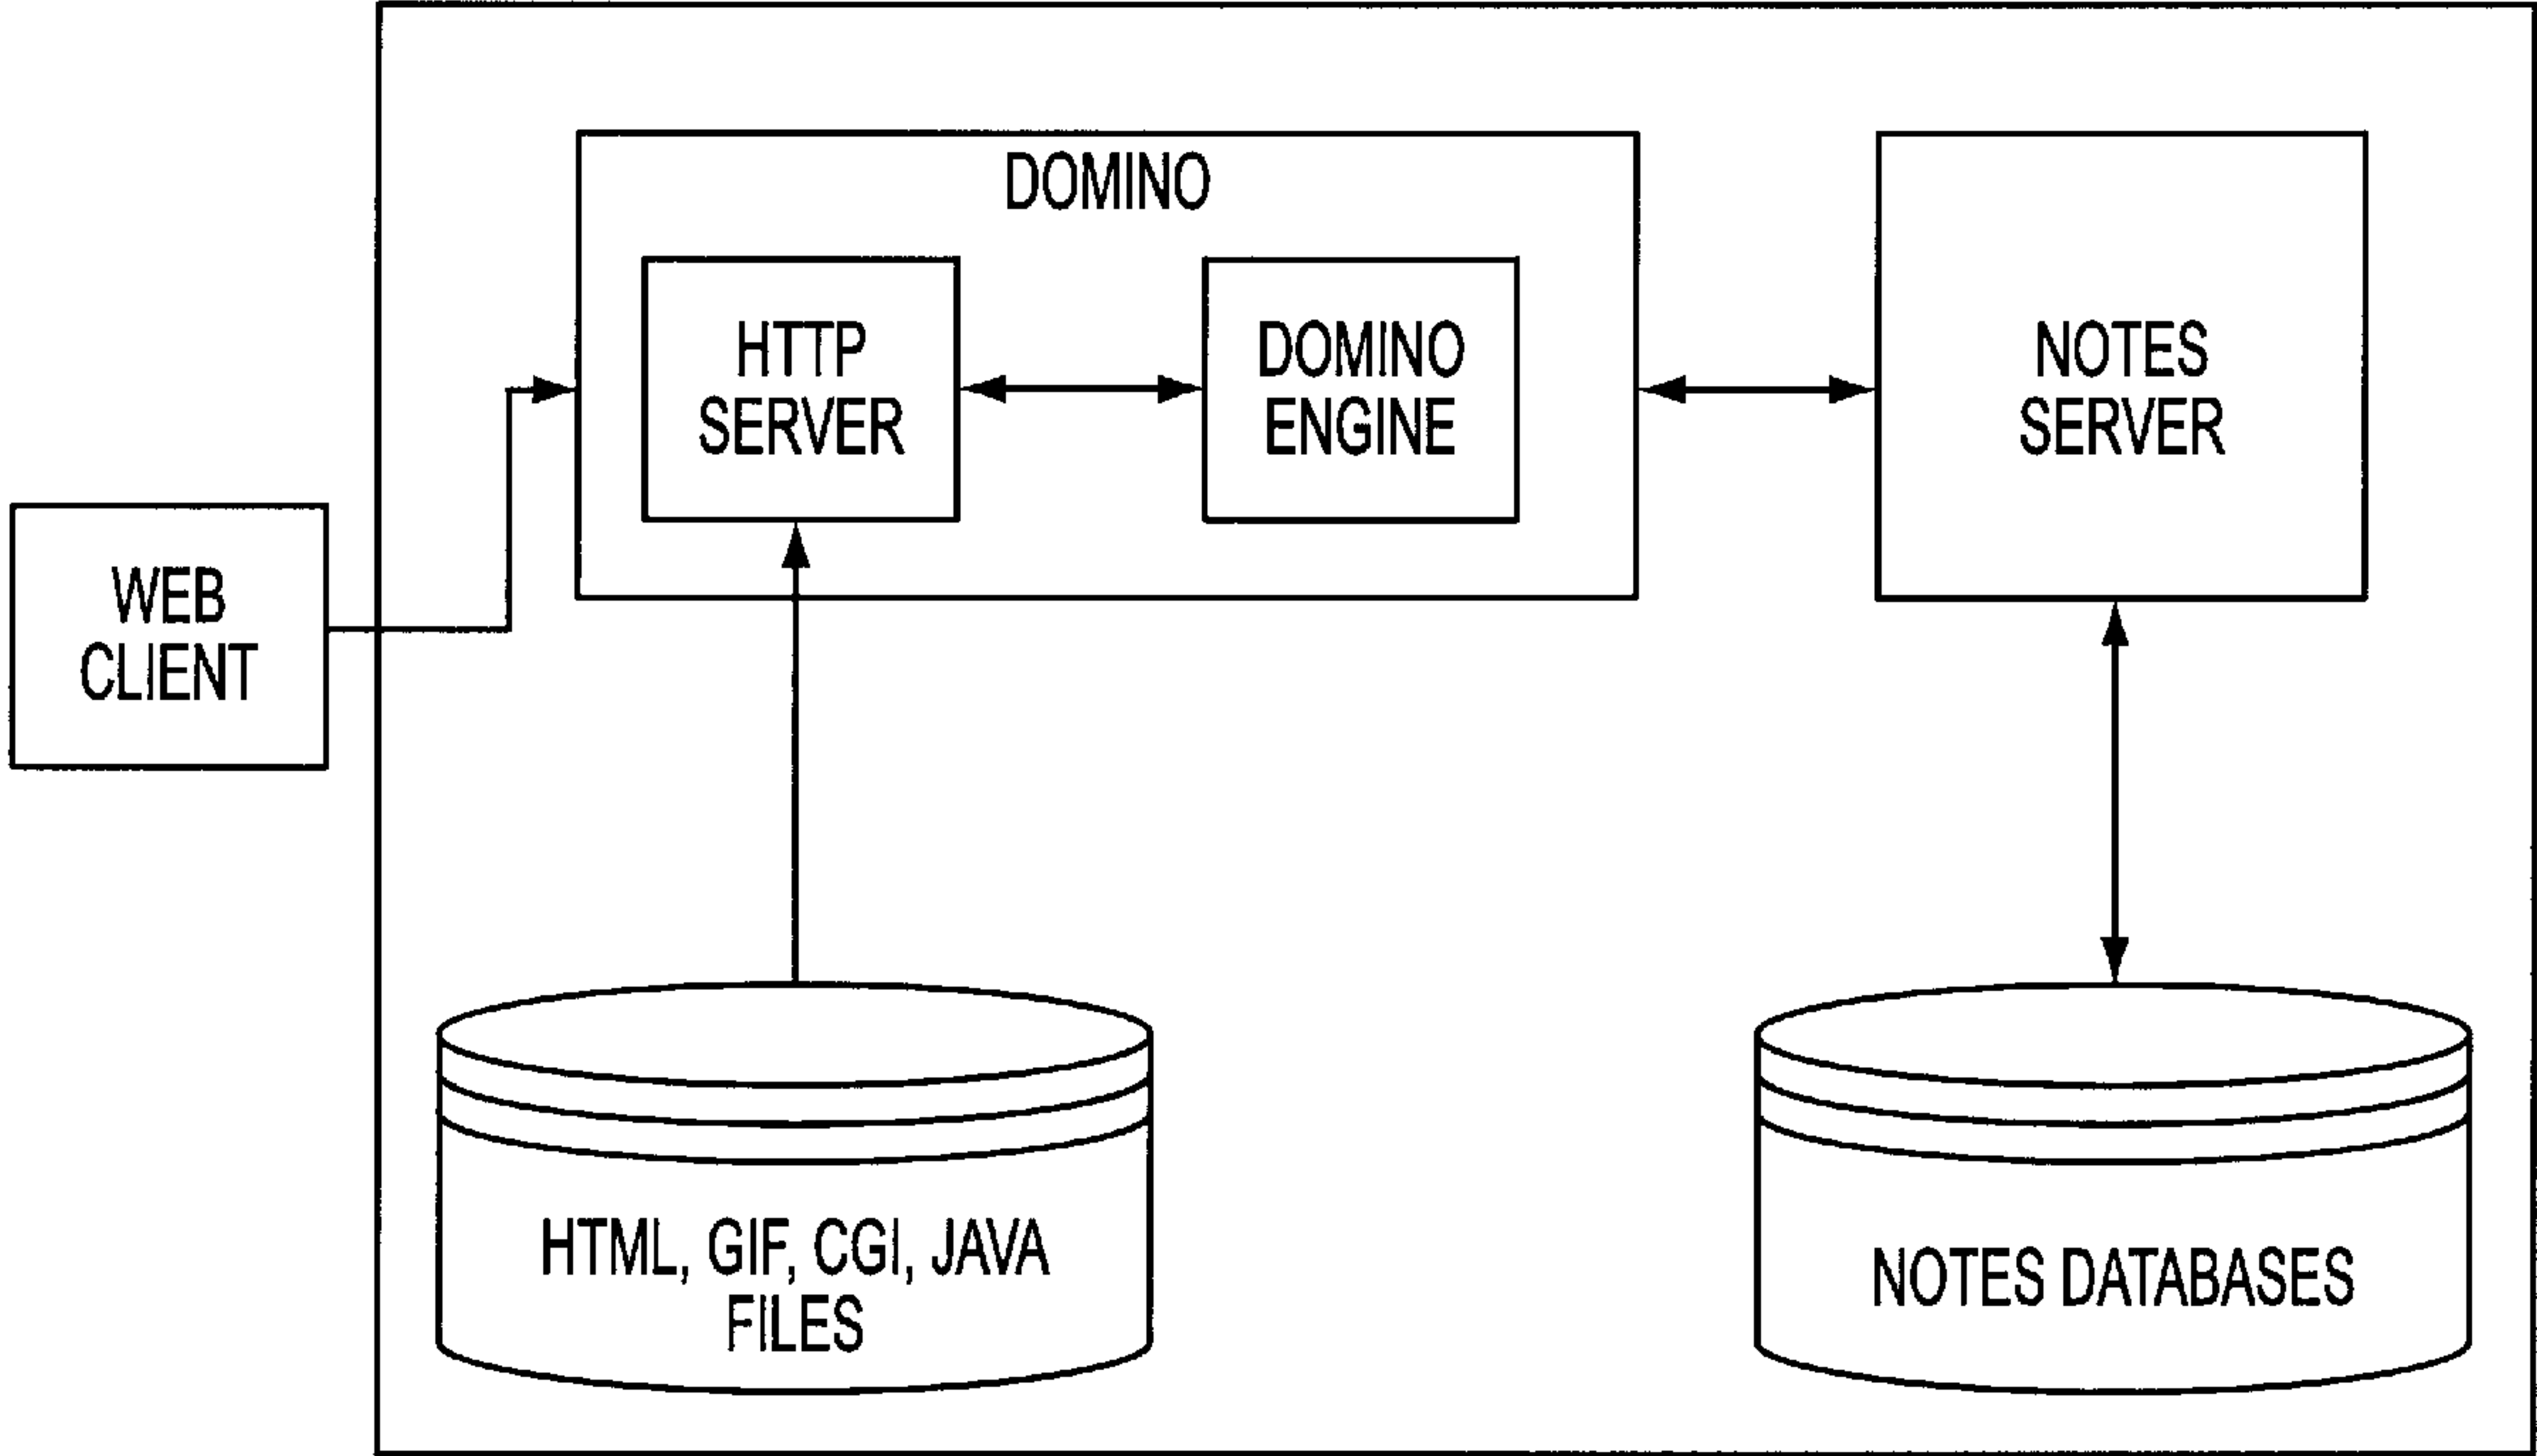 DOMINO
HTTP
SERVER
DOMINO
ENGINE
NOTES
SERVER
WEB
CLIENT
HTML, GIF, CGI, JAVA
FILES
NOTES DATABASES